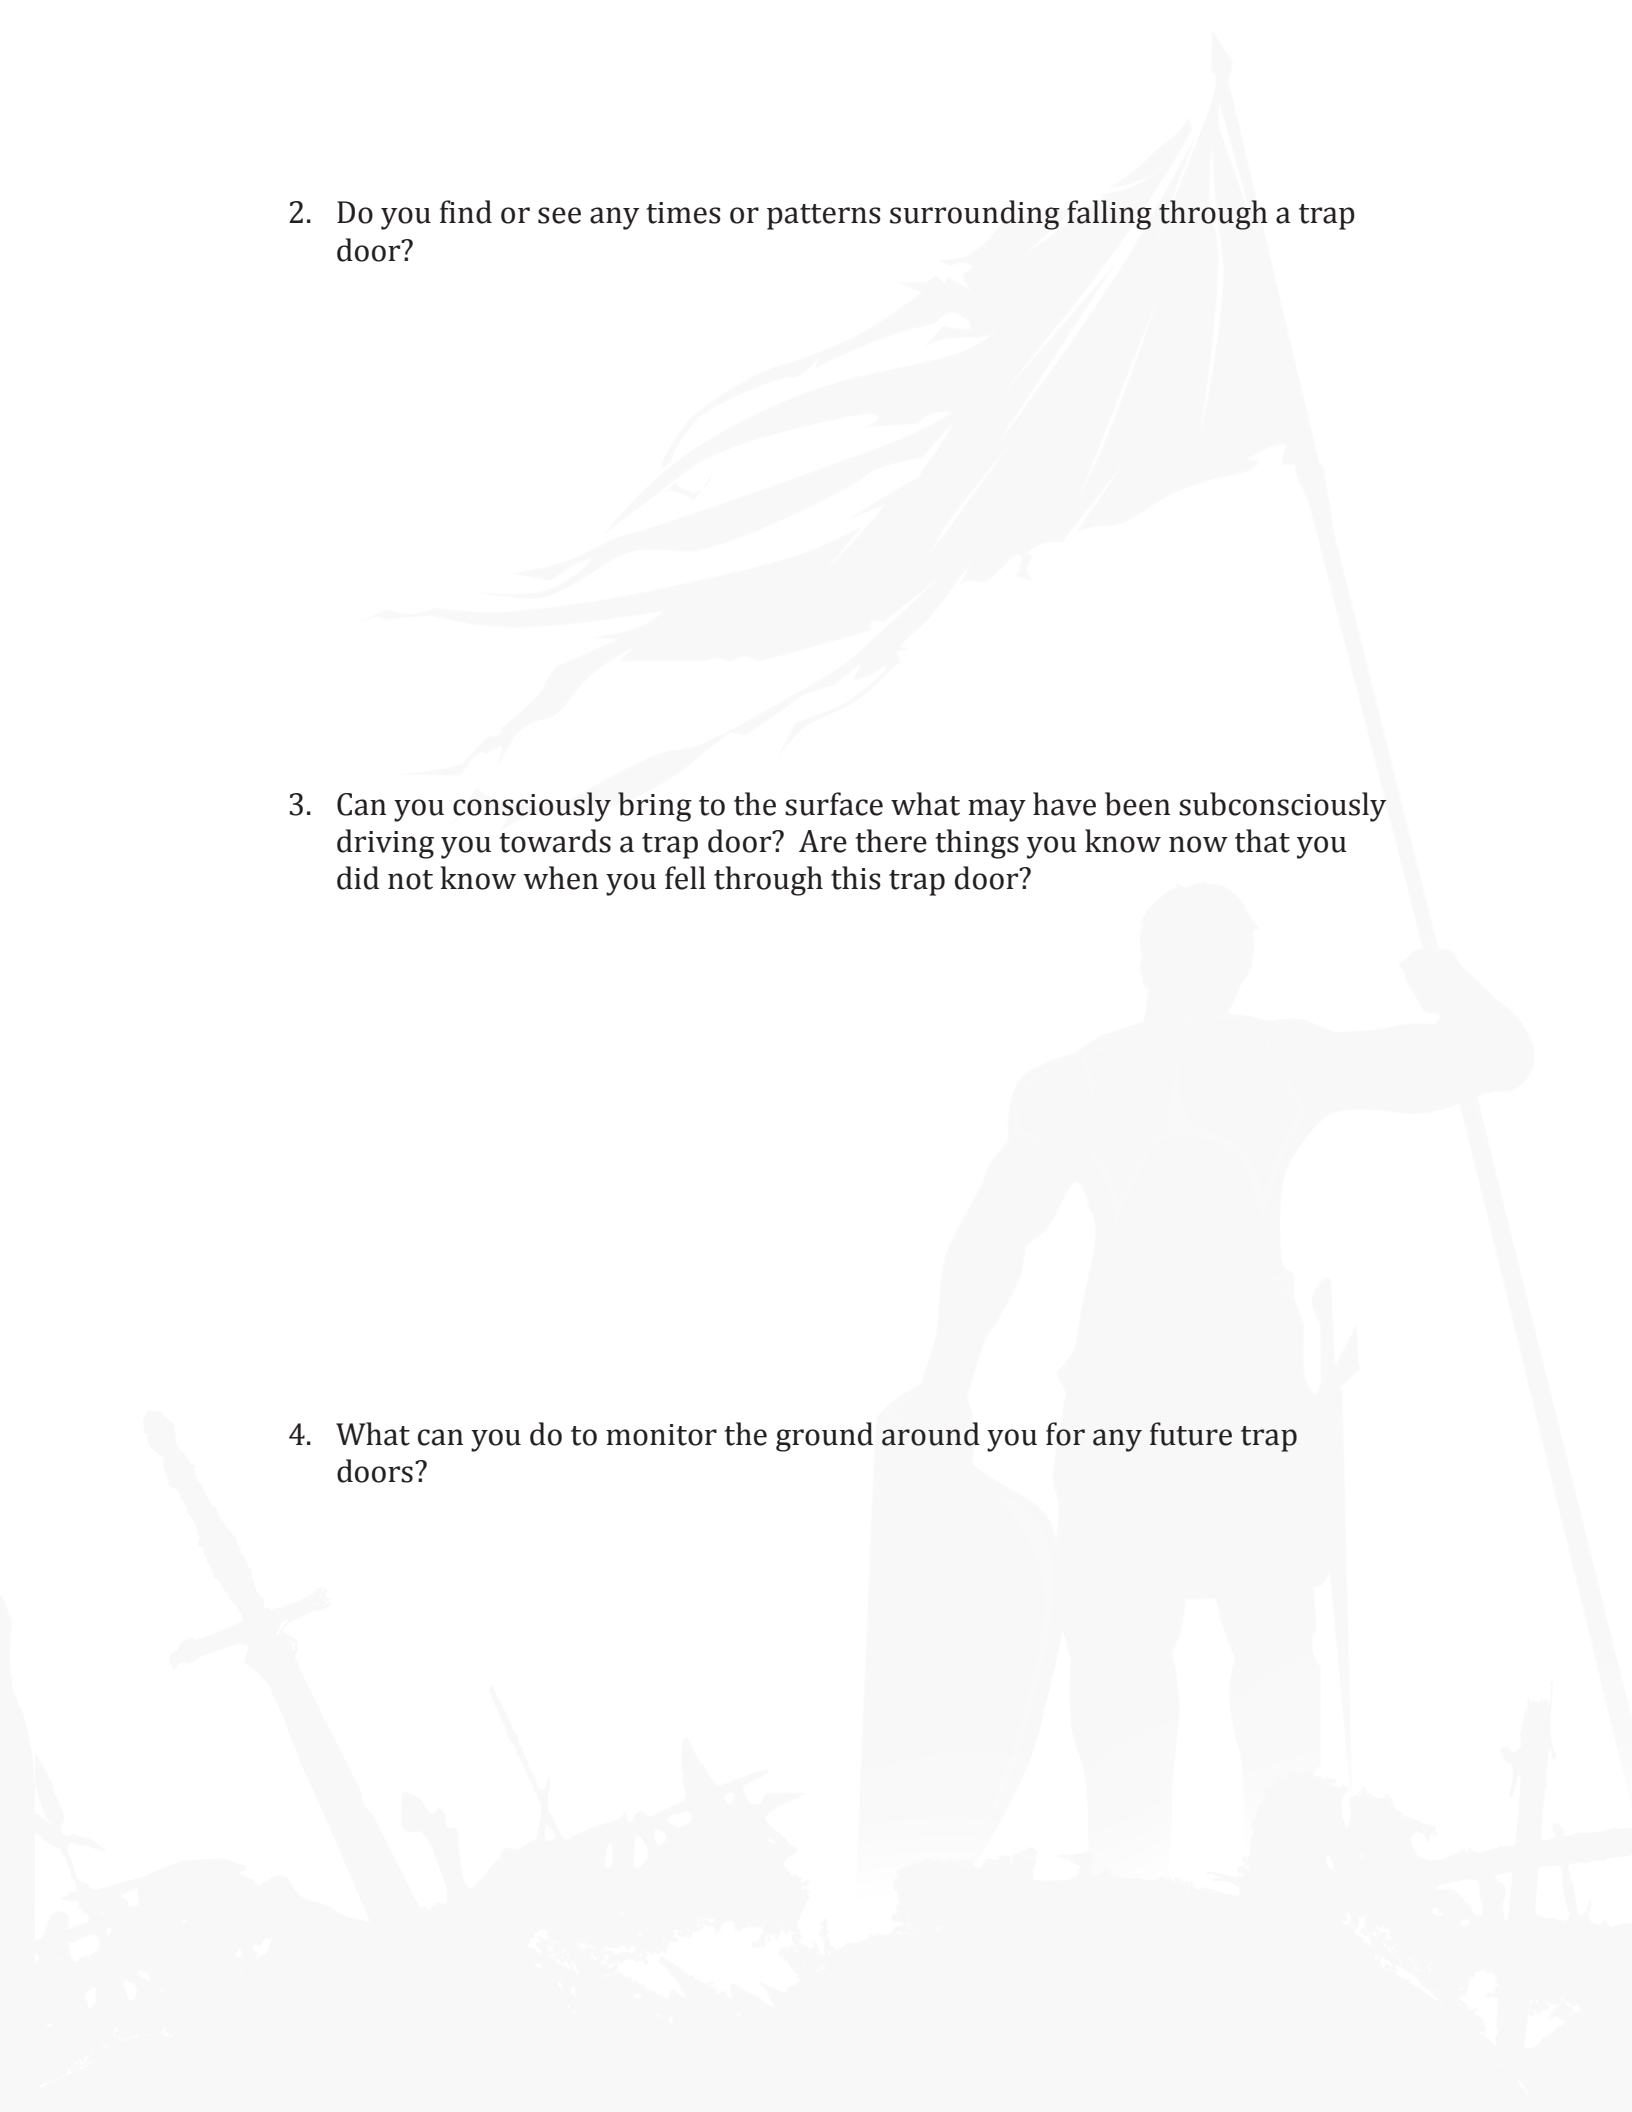 2. Do you find or see any times or patterns surrounding falling through a trap
door?
3. Can you consciously bring to the surface what may have been subconsciously
driving you towards a trap door?  Are there things you know now that you
did not know when you fell through this trap door?
4. What can you do to monitor the ground around you for any future trap
doors?